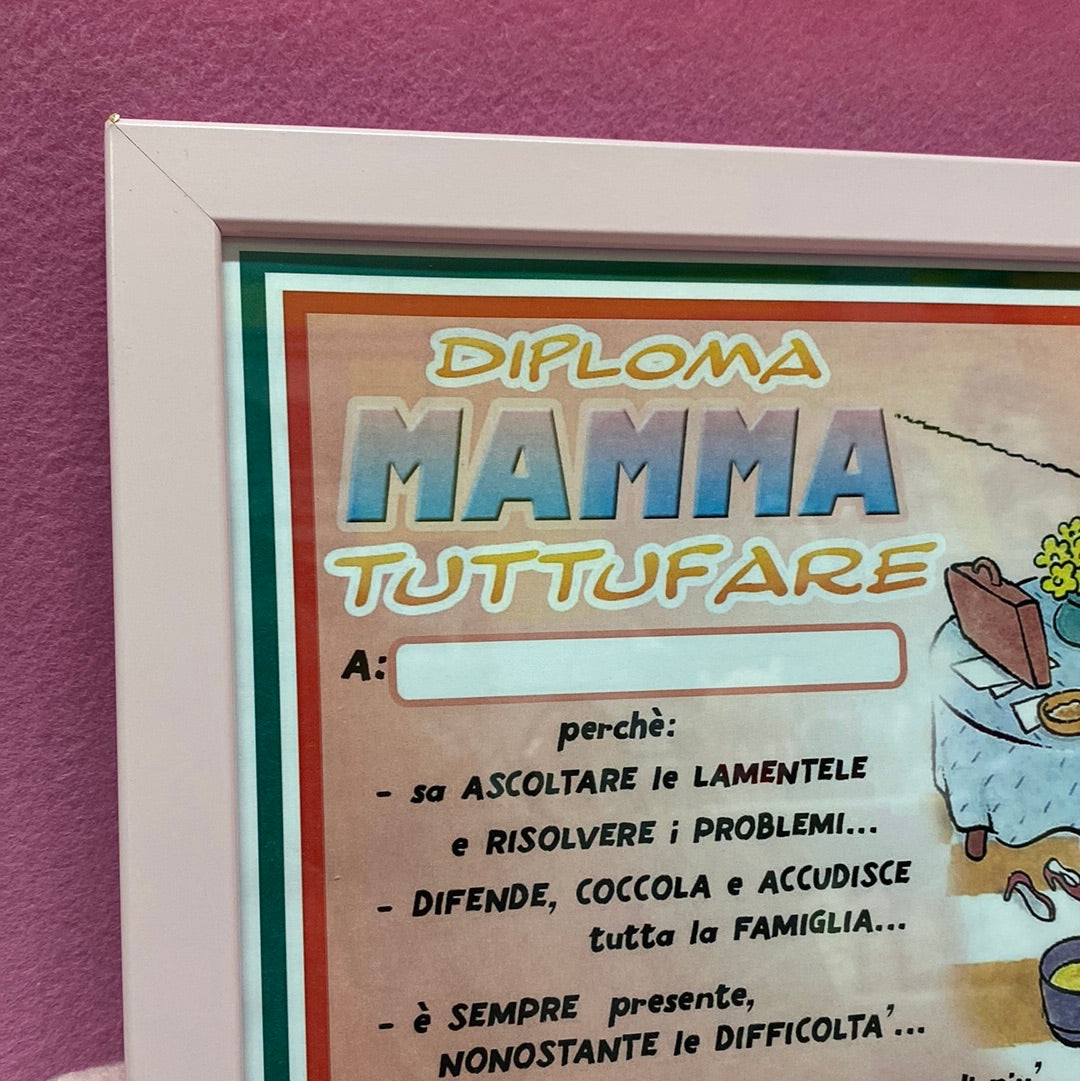 DIPLOMA
MAMMA
TUTTUFARE
A:
perchè:
- sa ASCOLTARE le LAMENTELE
e RISOLVERE i PROBLEMI...
- DIFENDE, COCCOLA e ACCUDISCE
tutta la FAMIGLIA...
- è SEMPRE presente,
NONOSTANTE le DIFFICOLTA'...